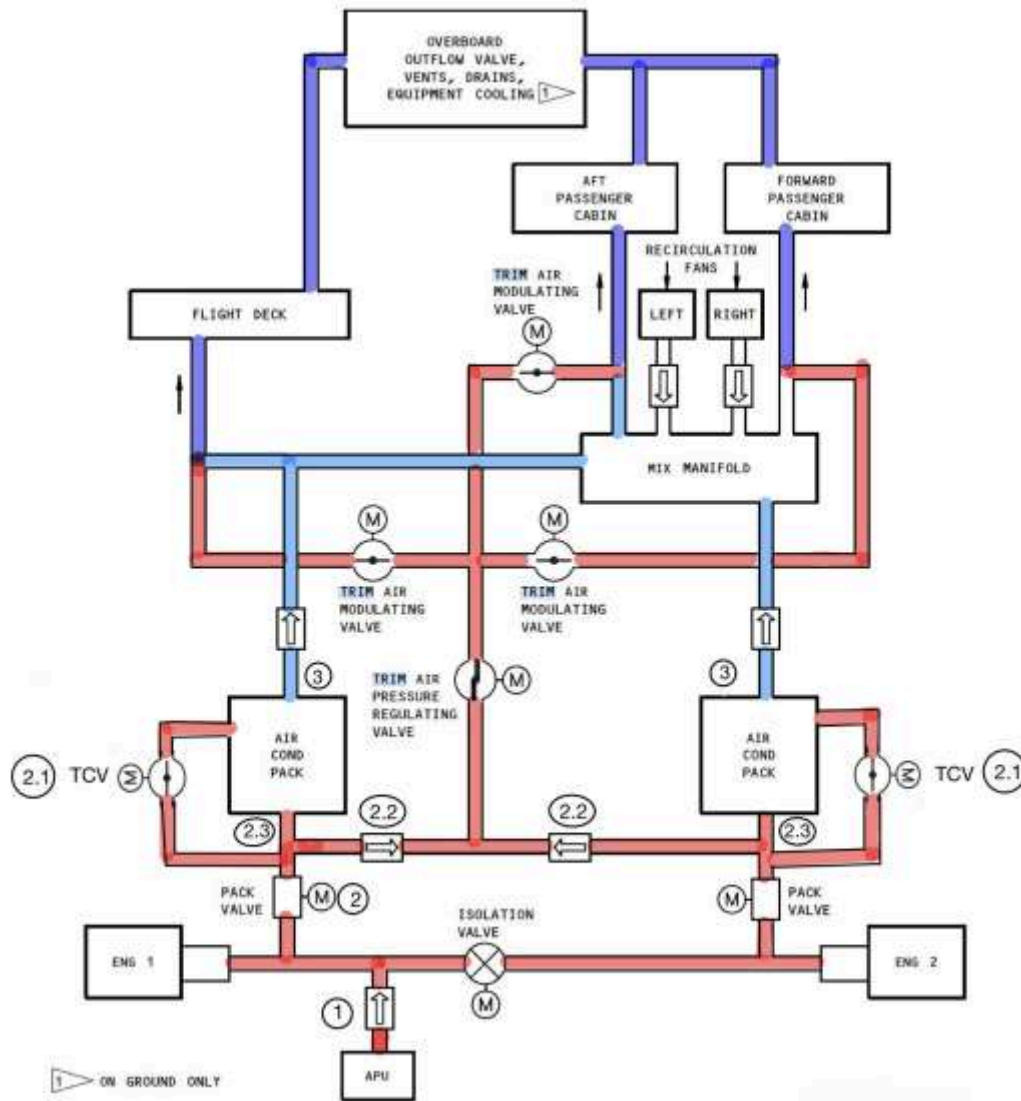 OVERBOARD
OUTFLOW VALVE,
VENTS, DRAINS,
EQUIPMENT COOLING 1
AFT
PASSENGER
CABIN
FORWARD
PASSENGER
CABIN
RECIRCULATION
FANS
TRIM AIR
MODULATING
VALVE
M
LEFT
RIGHT
FLIGHT DECK
MIX MANIFOLD
M
M
TRIM AIR
MODULATING
VALVE
TRIM AIR
MODULATING
VALVE
3
TRIM AIR
PRESSURE
REGULATING
VALVE
M
3
AIR
COND
PACK
AIR
COND
PACK
2.1 TCV M
M TCV 2.1
2.3
2.2
2.2
2.3
PACK
VALVE
M 2
ISOLATION
VALVE
M
PACK
VALVE
ENG 1
M
ENG 2
1
APU
1 ON GROUND ONLY